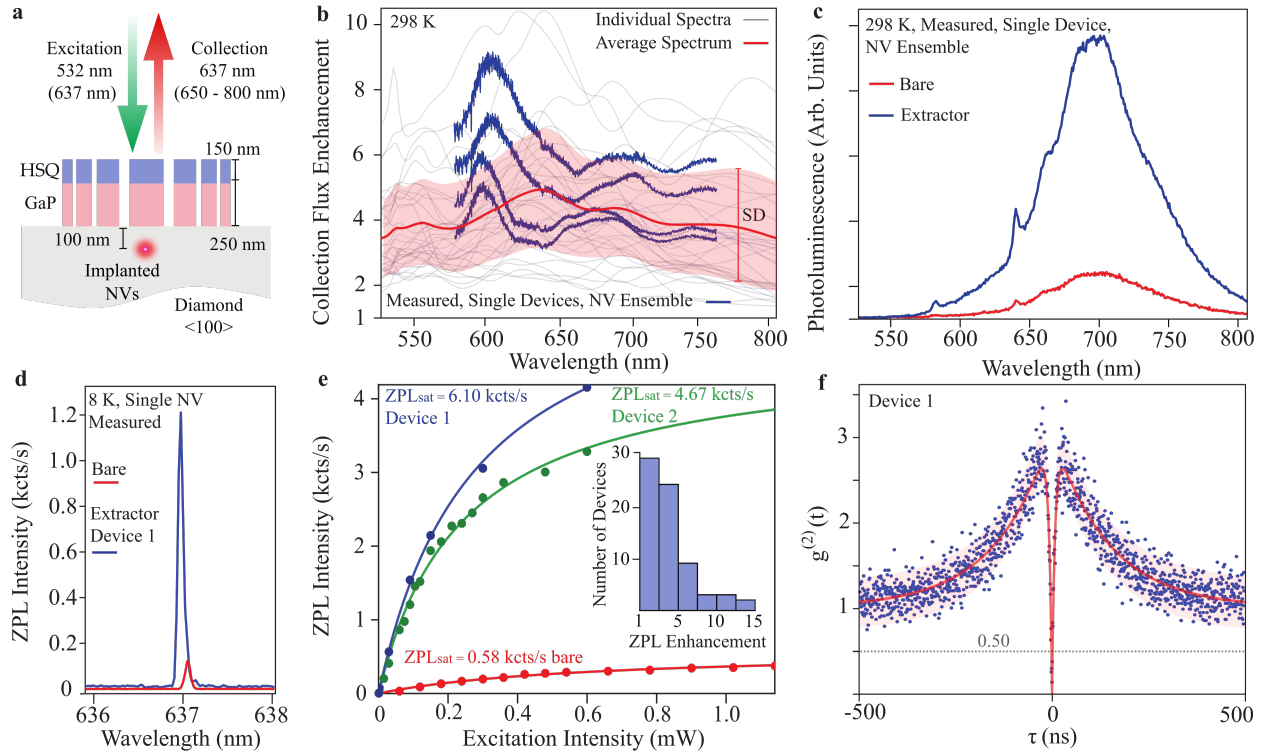 a
Excitation
532 nm
(637 nm)
Collection
637 nm
(650 - 800 nm)
150 nm
HSQ
GaP
100 nm
250 nm
Implanted
NVs
Diamond
<100>
b
298 K
Individual Spectra
Average Spectrum
SD
Measured, Single Devices, NV Ensemble
Collection Flux Enchancement
10
8
6
4
2
1
550
600
650
700
750
800
Wavelength (nm)
c
298 K, Measured, Single Device,
NV Ensemble
Bare
Extractor
Photoluminescence (Arb. Units)
550
600
650
700
750
800
Wavelength (nm)
d
8 K, Single NV
Measured
Bare
Extractor
Device 1
ZPL Intensity (kcts/s)
1.2
1.0
0.8
0.6
0.4
0.2
0
636
637
638
Wavelength (nm)
e
ZPLsat = 6.10 kcts/s
Device 1
ZPLsat = 4.67 kcts/s
Device 2
ZPLsat = 0.58 kcts/s bare
ZPL Intensity (kcts/s)
4
3
2
1
0
0
0.2
0.4
0.6
0.8
1.0
Excitation Intensity (mW)
Number of Devices
30
20
10
1
5
10
15
ZPL Enhancement
f
Device 1
0.50
g(2)(t)
3
2
1
-500
0
500
τ (ns)